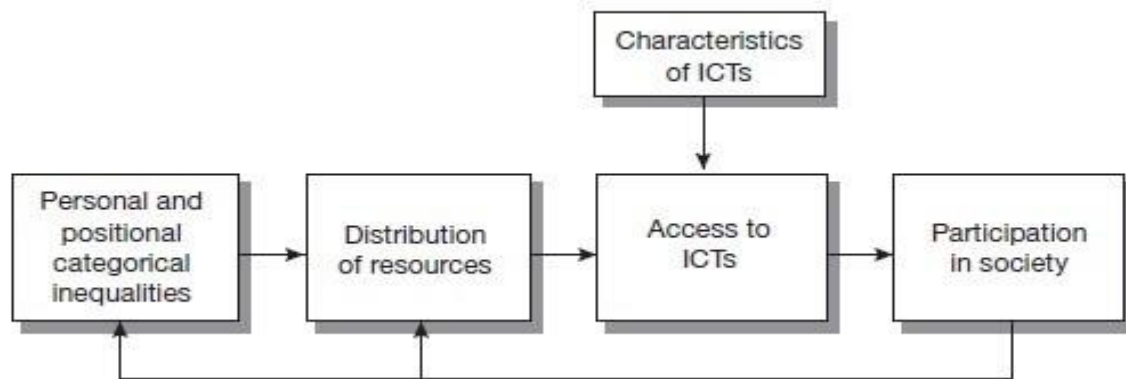 Characteristics
of ICTs
Personal and
positional
categorical
inequalities
Distribution
of resources
Access to
ICTs
Participation
in society